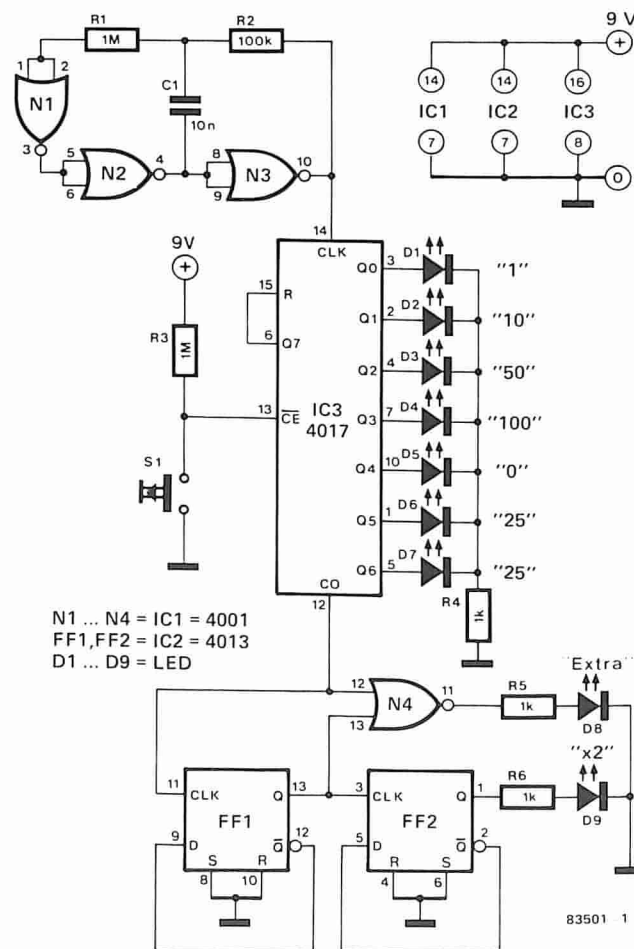 R1
1M
R2
100k
1
2
N1
3
C1
10n
5
6
N2
4
8
9
N3
10
9 V
+
14
14
16
IC1
IC2
IC3
7
7
8
0
9V
+
R3
1M
S1
14
CLK
15
R
6
Q7
13
CE
IC3
4017
Q0
3
D1
"1"
Q1
2
D2
"10"
Q2
4
D3
"50"
Q3
7
D4
"100"
Q4
10
D5
"0"
Q5
1
D6
"25"
Q6
5
D7
"25"
R4
1k
CO
12
N1 ... N4 = IC1 = 4001
FF1,FF2 = IC2 = 4013
D1 ... D9 = LED
12
13
N4
11
R5
1k
"Extra"
D8
R6
1k
"x2"
D9
11
CLK
Q
13
9
D
FF1
Q
12
S
R
8
10
3
CLK
Q
1
5
D
FF2
Q
2
R
S
4
6
83501 1